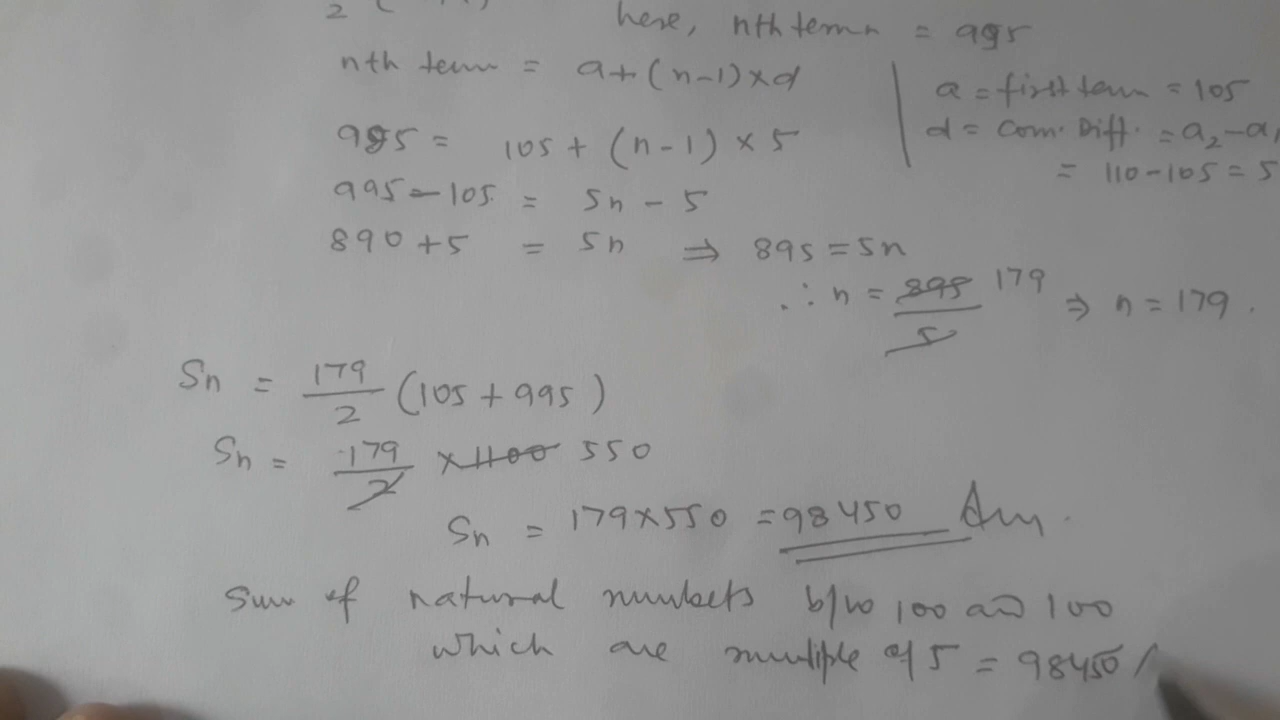 2 (
here, nth term = 995
nth term = a+(n-1)×d
a = first term = 105
995 = 105 + (n-1) × 5
d = Com. Diff. = a₂-a₁
= 110-105 = 5
995-105 = 5n - 5
890+5 = 5n ⇒ 895 = 5n
∴ n = 895/5 179 ⇒ n = 179.
Sn = 179/2 (105 + 995)
Sn = 179/2 × 1100 550
Sn = 179×550 = 98450 Ans.
Sum of natural numbers b/w 100 and 100
which are multiple of 5 = 98450